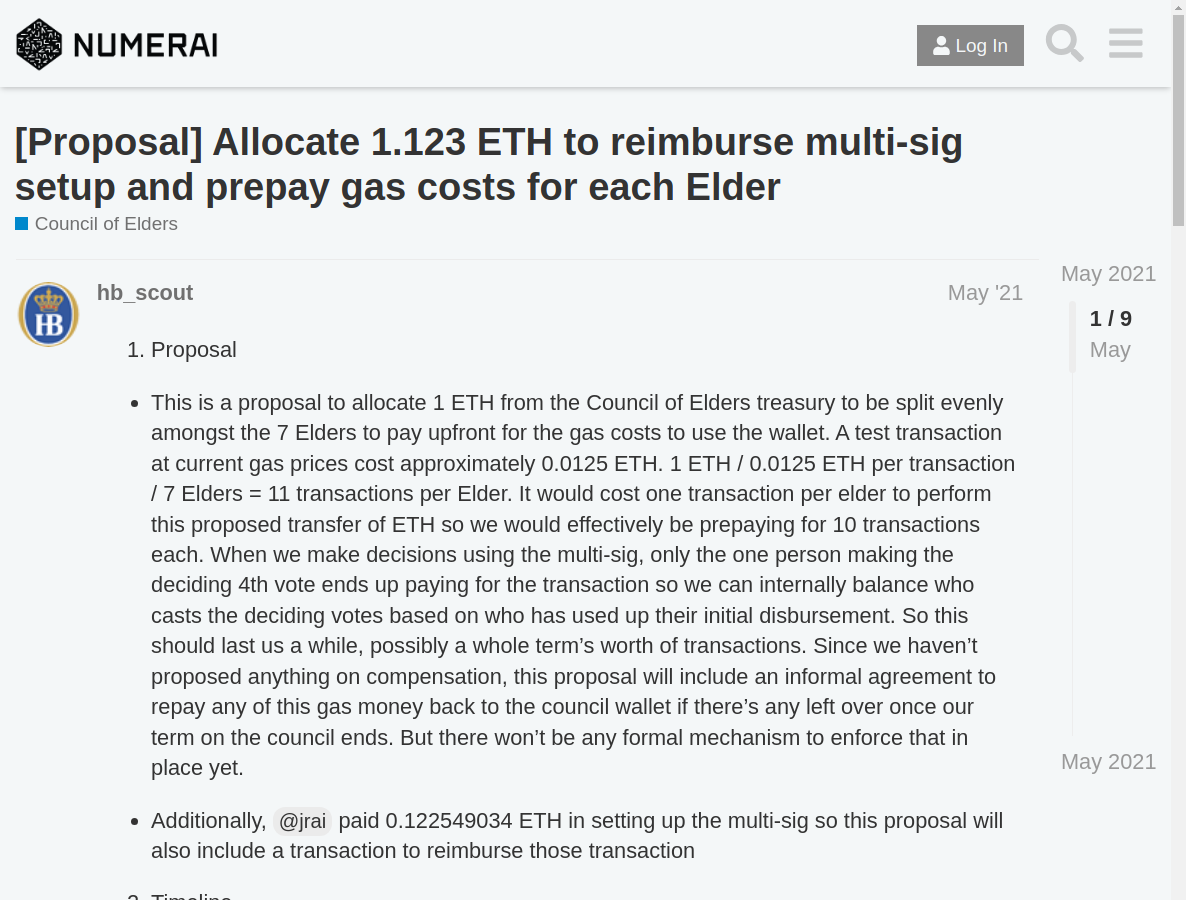 NUMERAI
Log In
[Proposal] Allocate 1.123 ETH to reimburse multi-sig
setup and prepay gas costs for each Elder
Council of Elders
May 2021
hb_scout
May '21
1 / 9
May
1. Proposal
• This is a proposal to allocate 1 ETH from the Council of Elders treasury to be split evenly
amongst the 7 Elders to pay upfront for the gas costs to use the wallet. A test transaction
at current gas prices cost approximately 0.0125 ETH. 1 ETH / 0.0125 ETH per transaction
/ 7 Elders = 11 transactions per Elder. It would cost one transaction per elder to perform
this proposed transfer of ETH so we would effectively be prepaying for 10 transactions
each. When we make decisions using the multi-sig, only the one person making the
deciding 4th vote ends up paying for the transaction so we can internally balance who
casts the deciding votes based on who has used up their initial disbursement. So this
should last us a while, possibly a whole term’s worth of transactions. Since we haven’t
proposed anything on compensation, this proposal will include an informal agreement to
repay any of this gas money back to the council wallet if there’s any left over once our
term on the council ends. But there won’t be any formal mechanism to enforce that in
place yet.
May 2021
• Additionally, @jrai paid 0.122549034 ETH in setting up the multi-sig so this proposal will
also include a transaction to reimburse those transaction
2. Timeline
HB